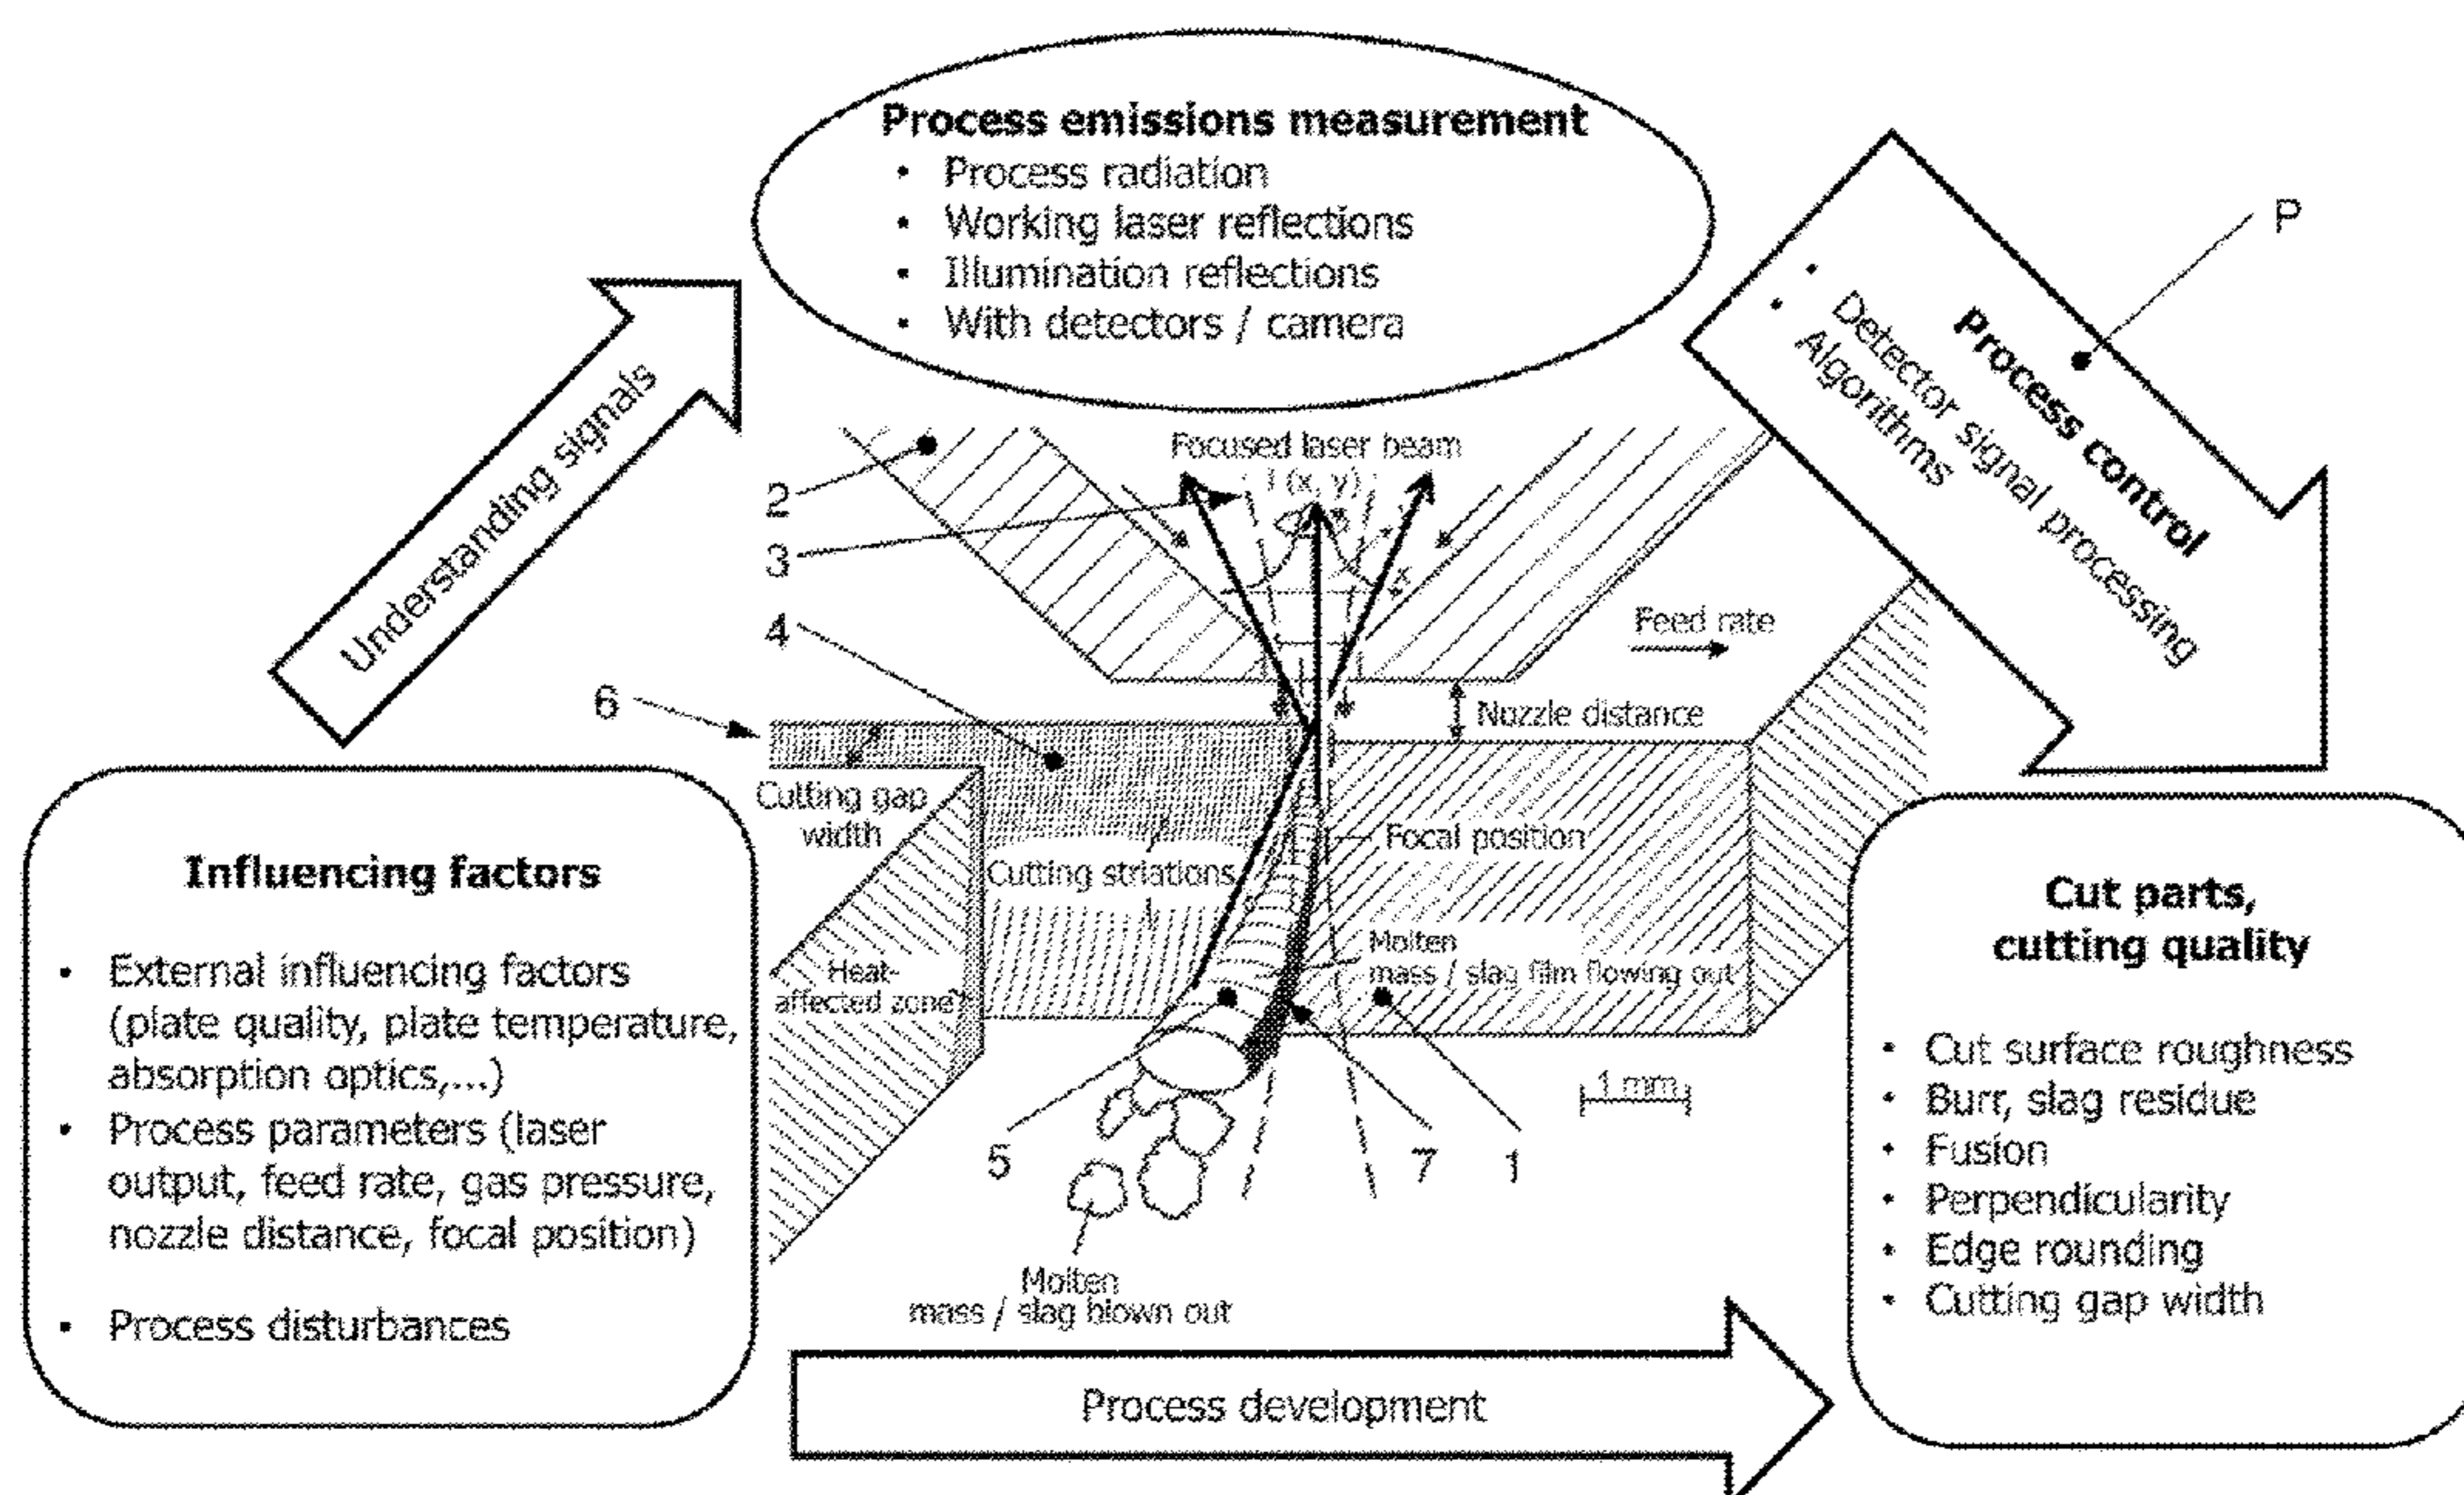 Process emissions measurement
• Process radiation
• Working laser reflections
• Illumination reflections
• With detectors / camera
P
Process control
• Detector signal processing
• Algorithms
Understanding signals
Focused laser beam
I (x, y)
2
3
4
6
Feed rate
Nozzle distance
Cutting gap
width
Focal position
Cutting striations
Heat-
affected zone
Molten
mass / slag film flowing out
1 mm
5
7
1
Molten
mass / slag blown out
Influencing factors
• External influencing factors
(plate quality, plate temperature,
absorption optics,...)
• Process parameters (laser
output, feed rate, gas pressure,
nozzle distance, focal position)
• Process disturbances
Cut parts,
cutting quality
• Cut surface roughness
• Burr, slag residue
• Fusion
• Perpendicularity
• Edge rounding
• Cutting gap width
Process development